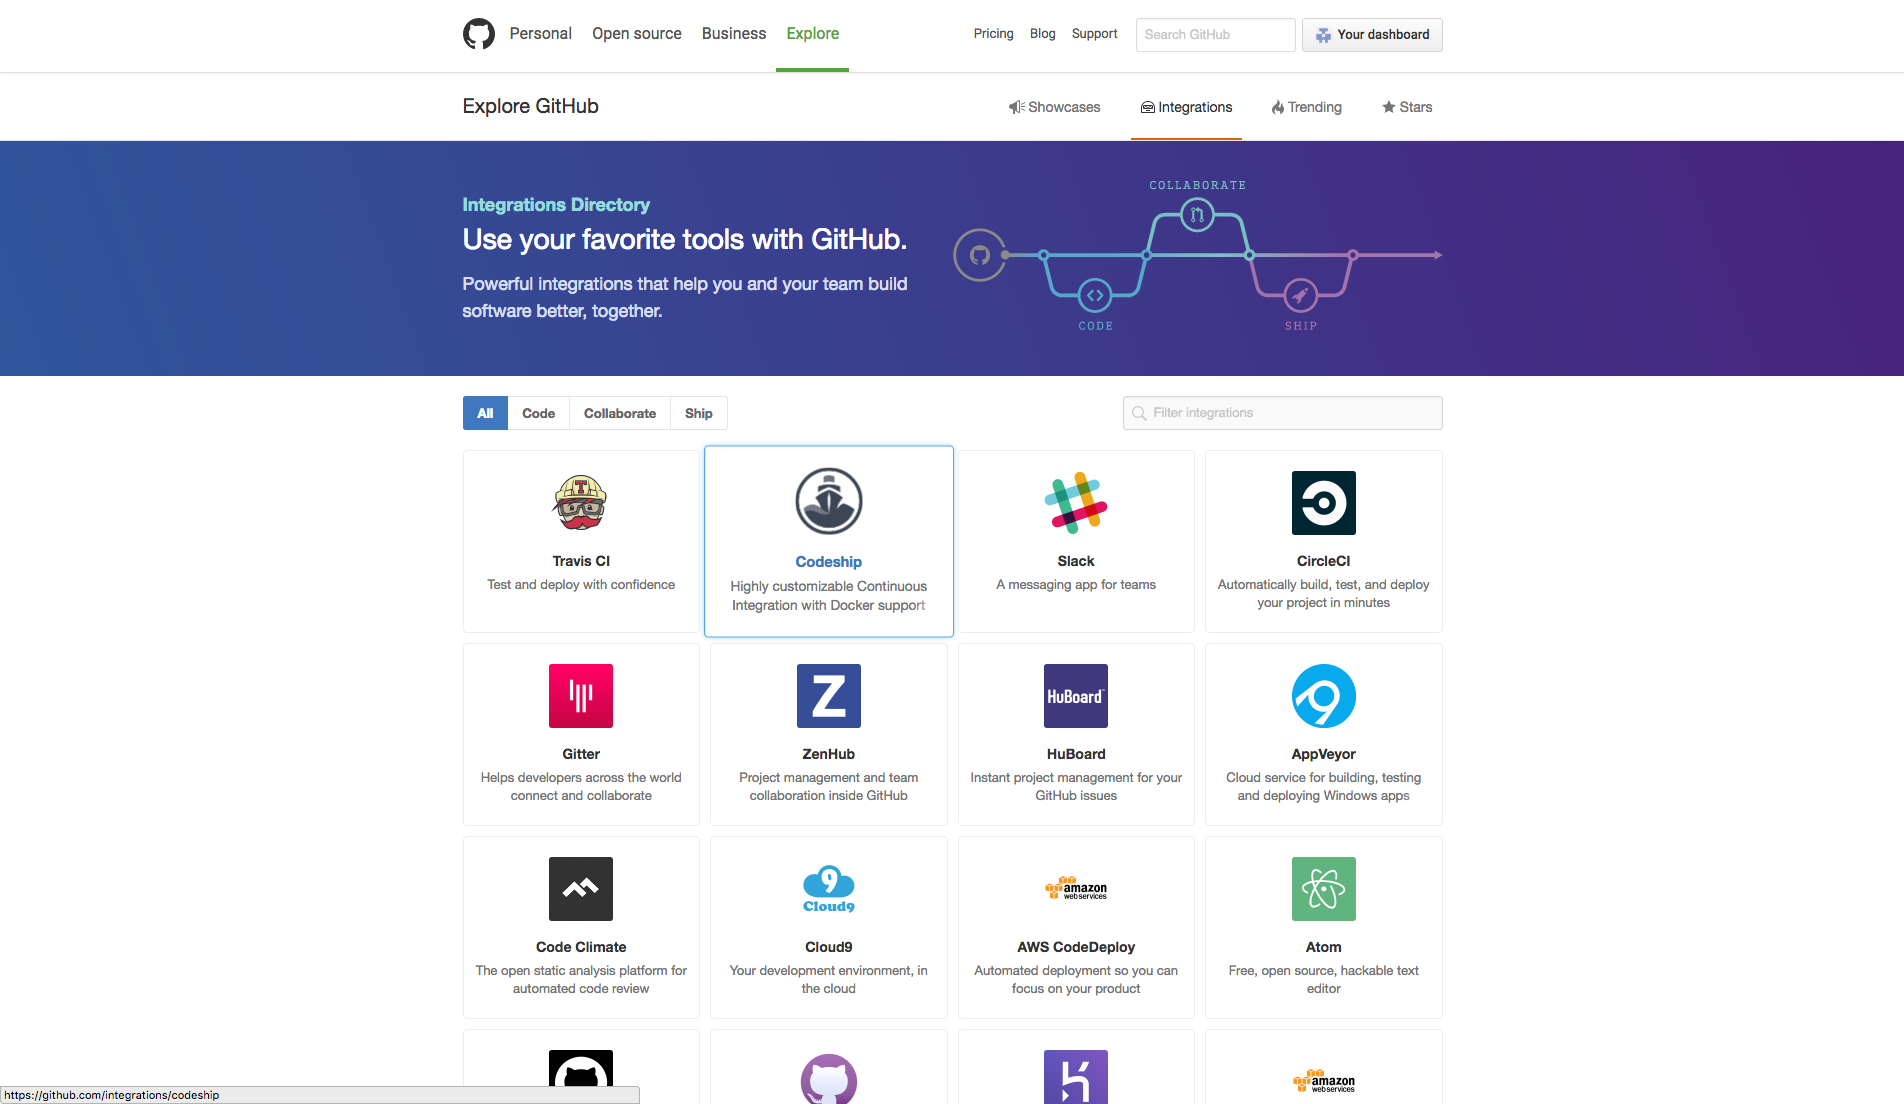 Personal Open source Business Explore Pricing Blog Support Search GitHub Your dashboard
Explore GitHub Showcases Integrations Trending Stars
COLLABORATE
Integrations Directory
Use your favorite tools with GitHub.
Powerful integrations that help you and your team build
software better, together.
CODE SHIP
All Code Collaborate Ship Filter integrations
T
Travis CI
Test and deploy with confidence
Codeship
Highly customizable Continuous
Integration with Docker support
Slack
A messaging app for teams
CircleCI
Automatically build, test, and deploy
your project in minutes
Gitter
Helps developers across the world
connect and collaborate
Z
ZenHub
Project management and team
collaboration inside GitHub
HuBoard
HuBoard
Instant project management for your
GitHub issues
AppVeyor
Cloud service for building, testing
and deploying Windows apps
Code Climate
The open static analysis platform for
automated code review
9
Cloud9
Cloud9
Your development environment, in
the cloud
amazon
webservices
AWS CodeDeploy
Automated deployment so you can
focus on your product
Atom
Free, open source, hackable text
editor
amazon
webservices
https://github.com/integrations/codeship